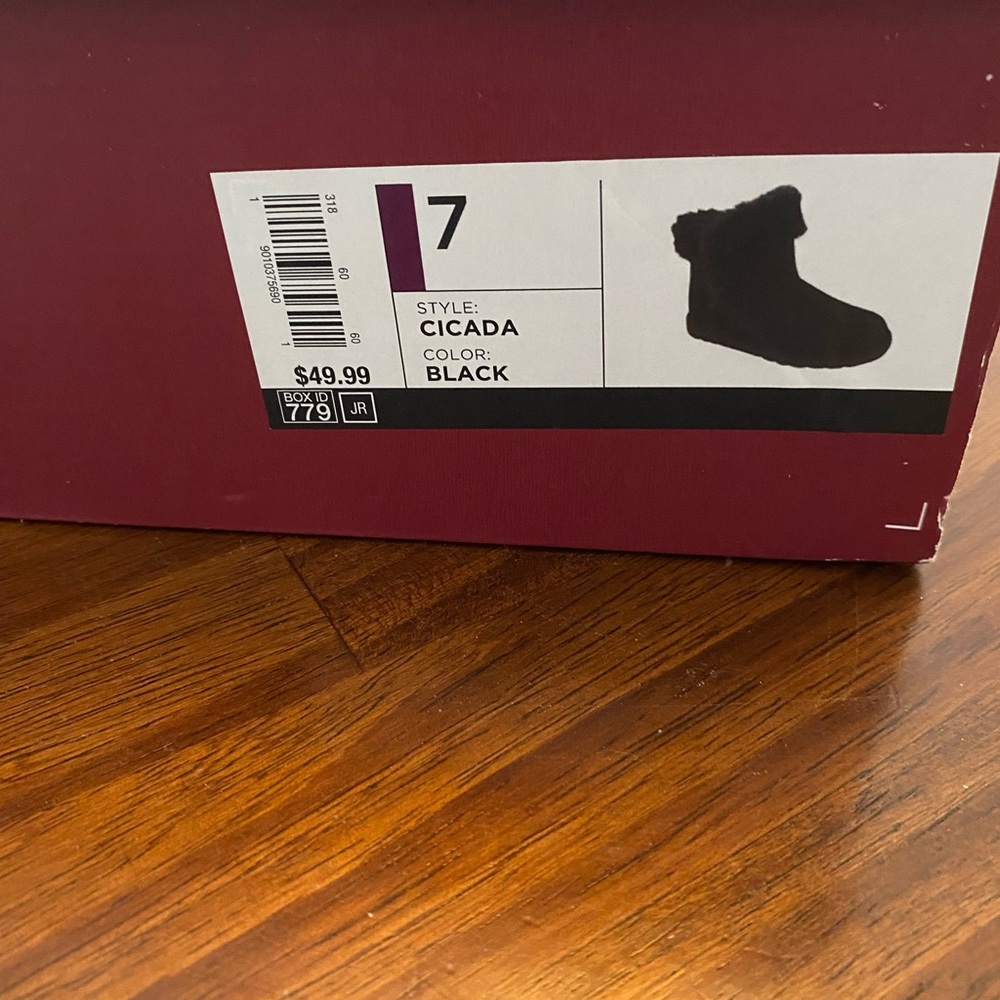 1
318
9010375690
60
1
60
$49.99
BOX ID
779
JR
7
STYLE:
CICADA
COLOR:
BLACK